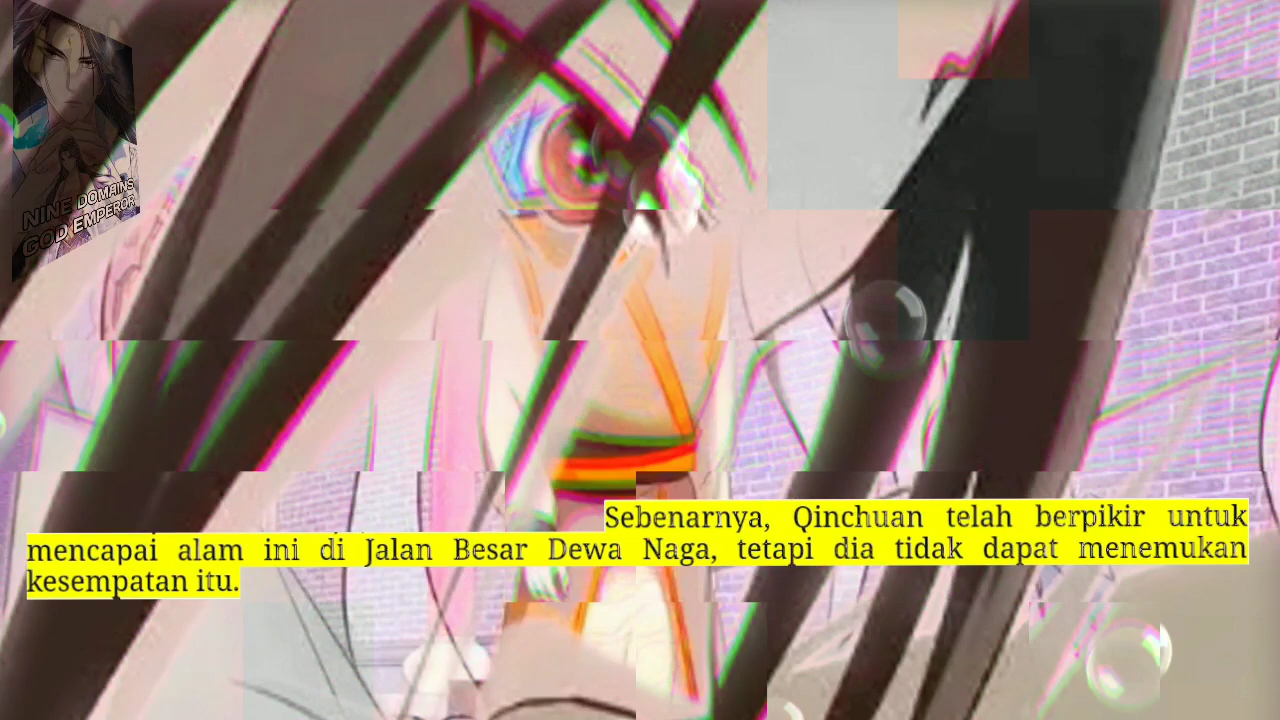 NINE DOMAINS
GOD EMPEROR
Sebenarnya, Qinchuan telah berpikir untuk
mencapai alam ini di Jalan Besar Dewa Naga, tetapi dia tidak dapat menemukan
kesempatan itu.